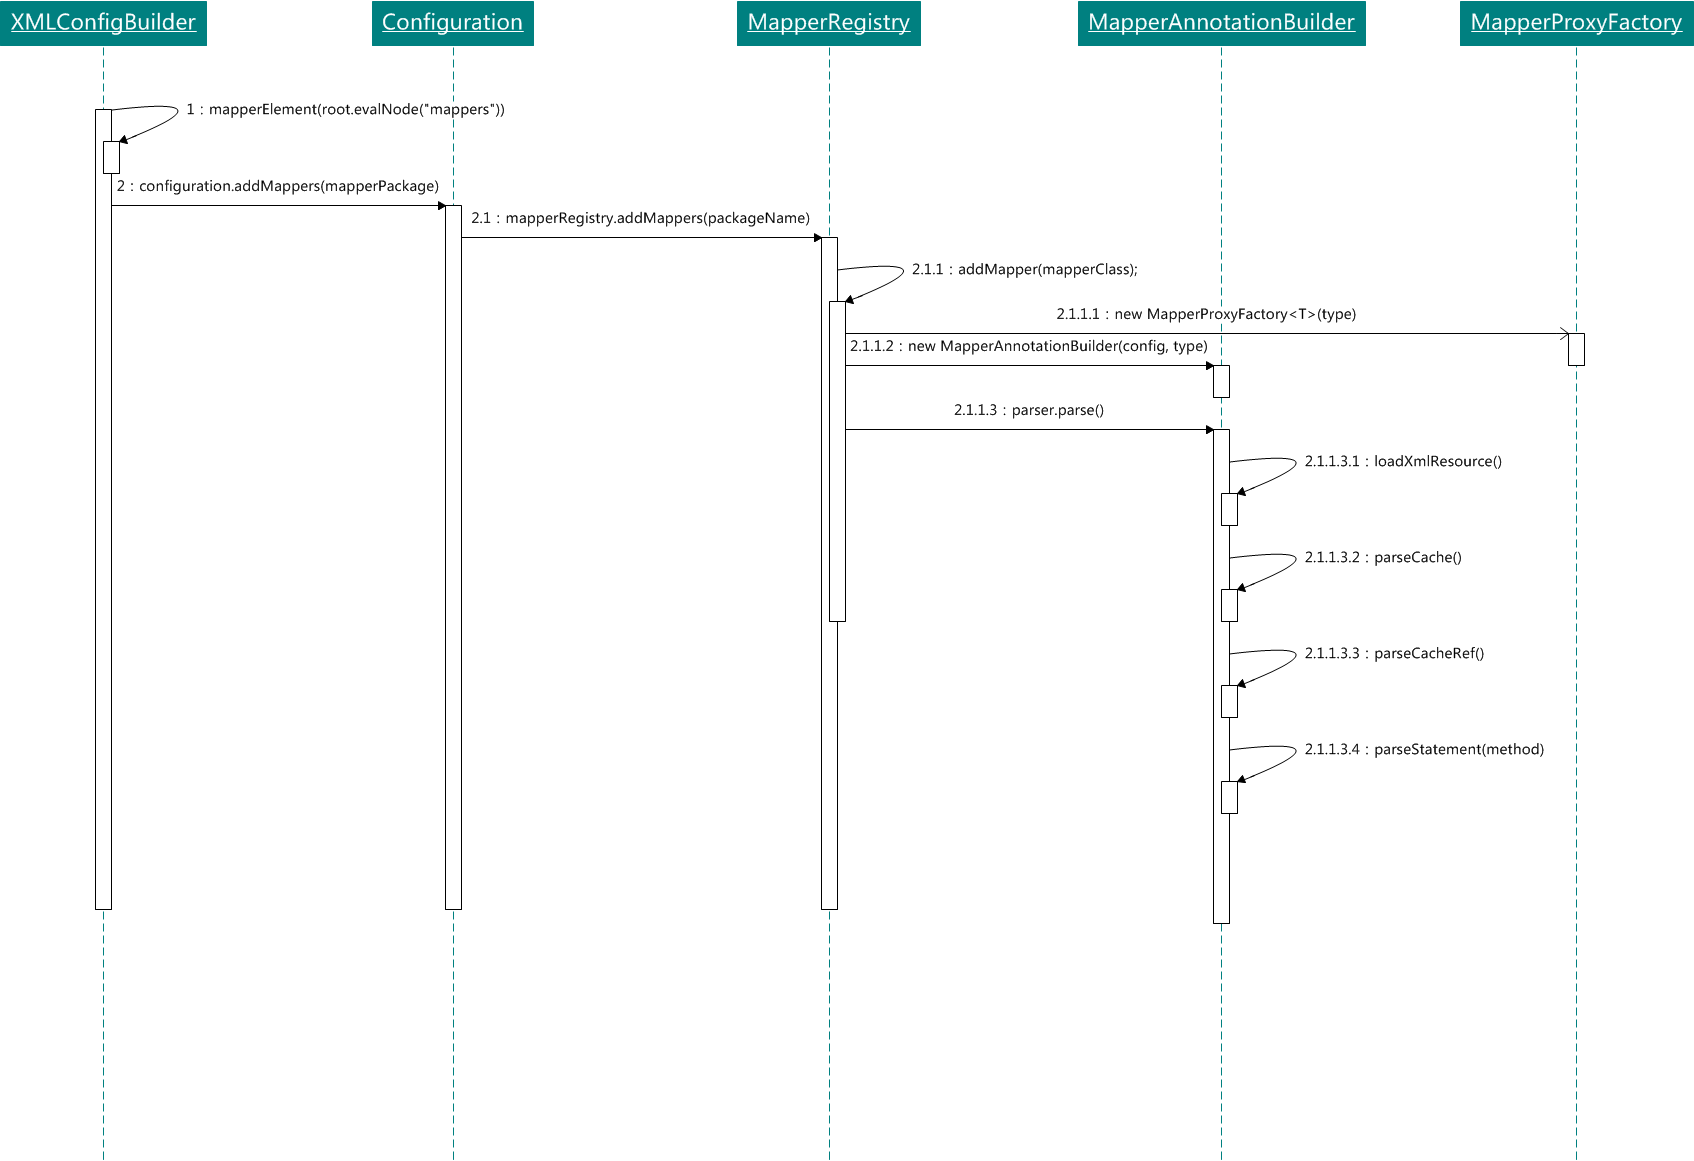 XMLConfigBuilder
Configuration
MapperRegistry
MapperAnnotationBuilder
MapperProxyFactory
1 : mapperElement(root.evalNode("mappers"))
2 : configuration.addMappers(mapperPackage)
2.1 : mapperRegistry.addMappers(packageName)
2.1.1 : addMapper(mapperClass);
2.1.1.1 : new MapperProxyFactory<T>(type)
2.1.1.2 : new MapperAnnotationBuilder(config, type)
2.1.1.3 : parser.parse()
2.1.1.3.1 : loadXmlResource()
2.1.1.3.2 : parseCache()
2.1.1.3.3 : parseCacheRef()
2.1.1.3.4 : parseStatement(method)